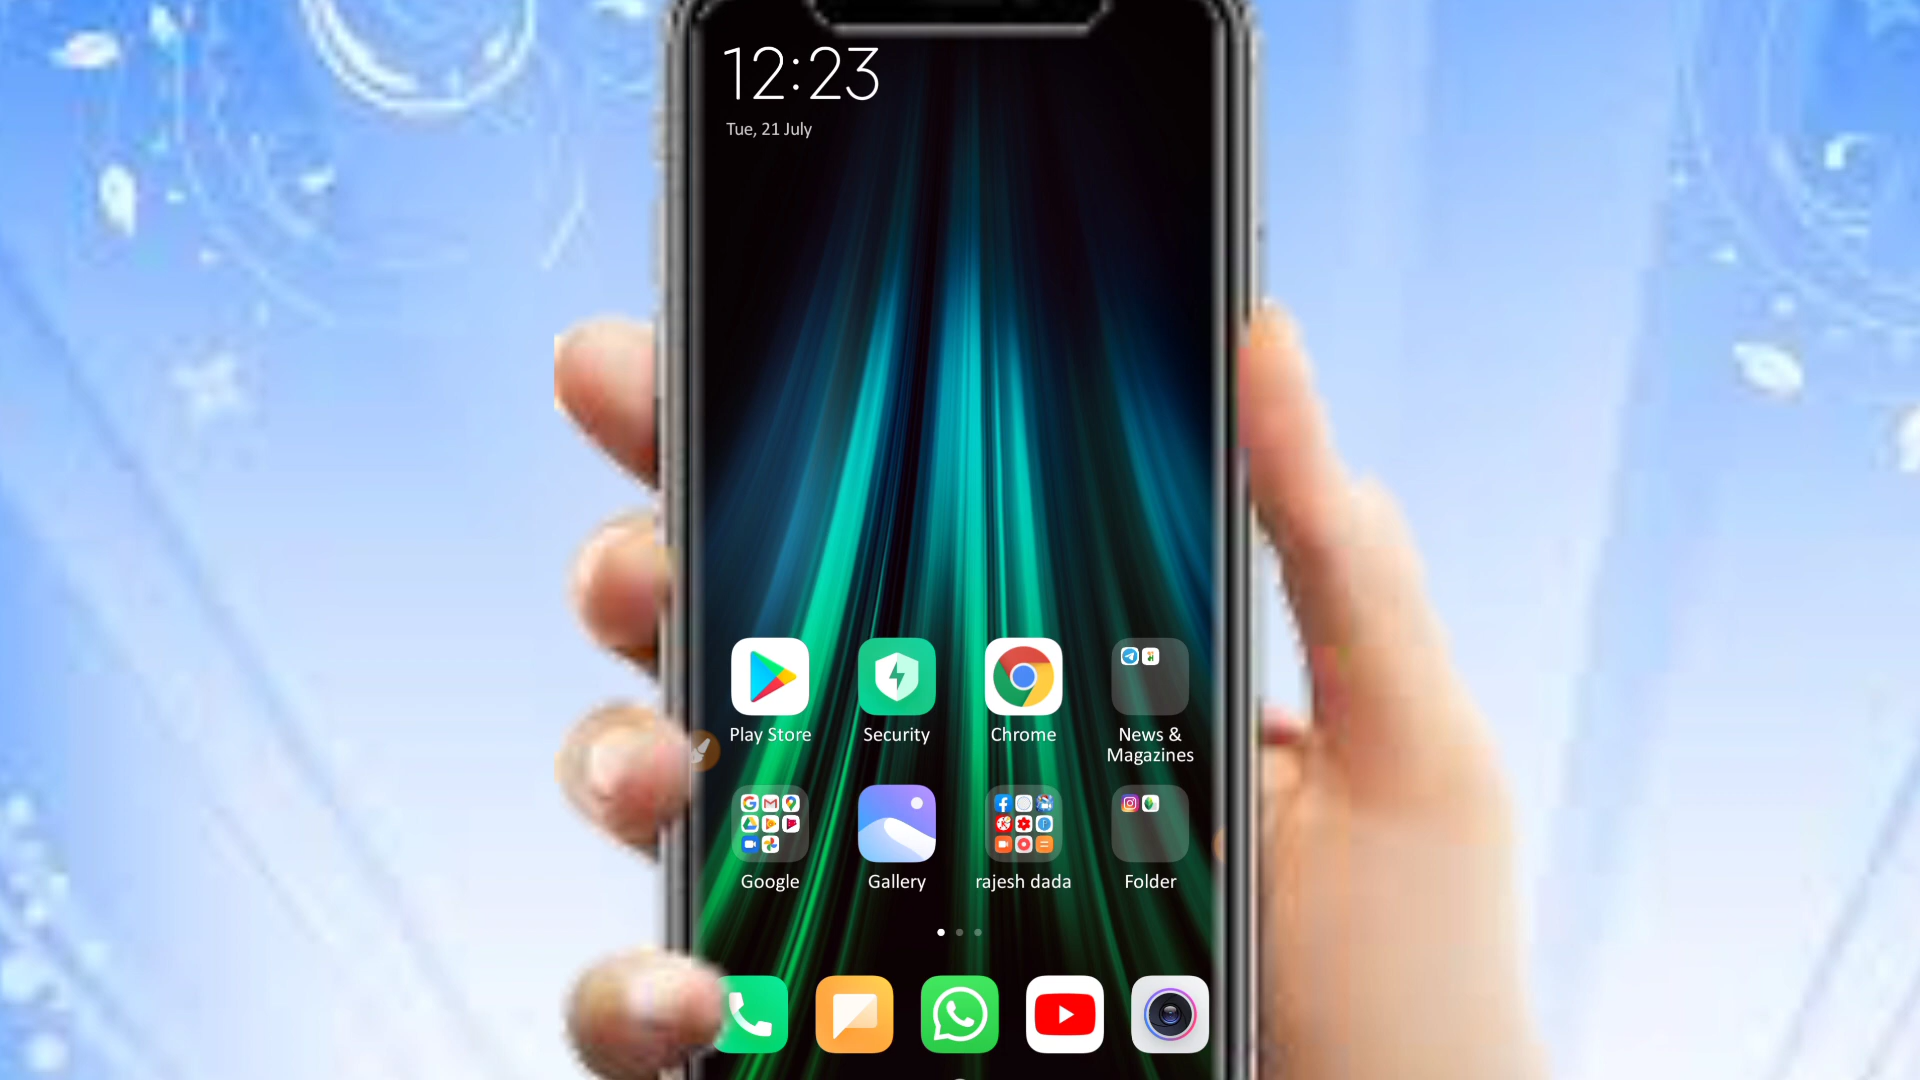 12:23
Tue, 21 July
Play Store
Security
Chrome
News &
Magazines
Google
Gallery
rajesh dada
Folder